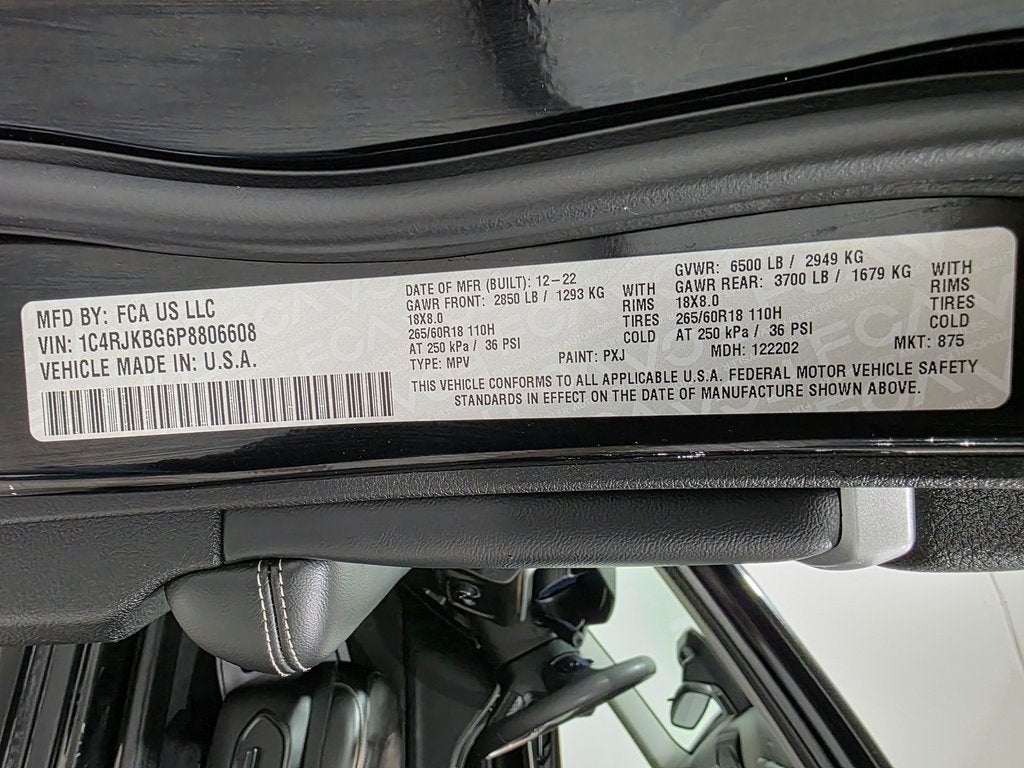 MFD BY: FCA US LLC
VIN: 1C4RJKBG6P8806608
VEHICLE MADE IN: U.S.A.
DATE OF MFR (BUILT): 12-22
GAWR FRONT: 2850 LB / 1293 KG WITH
18X8.0 RIMS
265/60R18 110H TIRES
AT 250 kPa / 36 PSI COLD
TYPE: MPV PAINT: PXJ
GVWR: 6500 LB / 2949 KG
GAWR REAR: 3700 LB / 1679 KG WITH
18X8.0 RIMS
265/60R18 110H TIRES
AT 250 kPa / 36 PSI COLD
MDH: 122202 MKT: 875
THIS VEHICLE CONFORMS TO ALL APPLICABLE U.S.A. FEDERAL MOTOR VEHICLE SAFETY
STANDARDS IN EFFECT ON THE DATE OF MANUFACTURE SHOWN ABOVE.